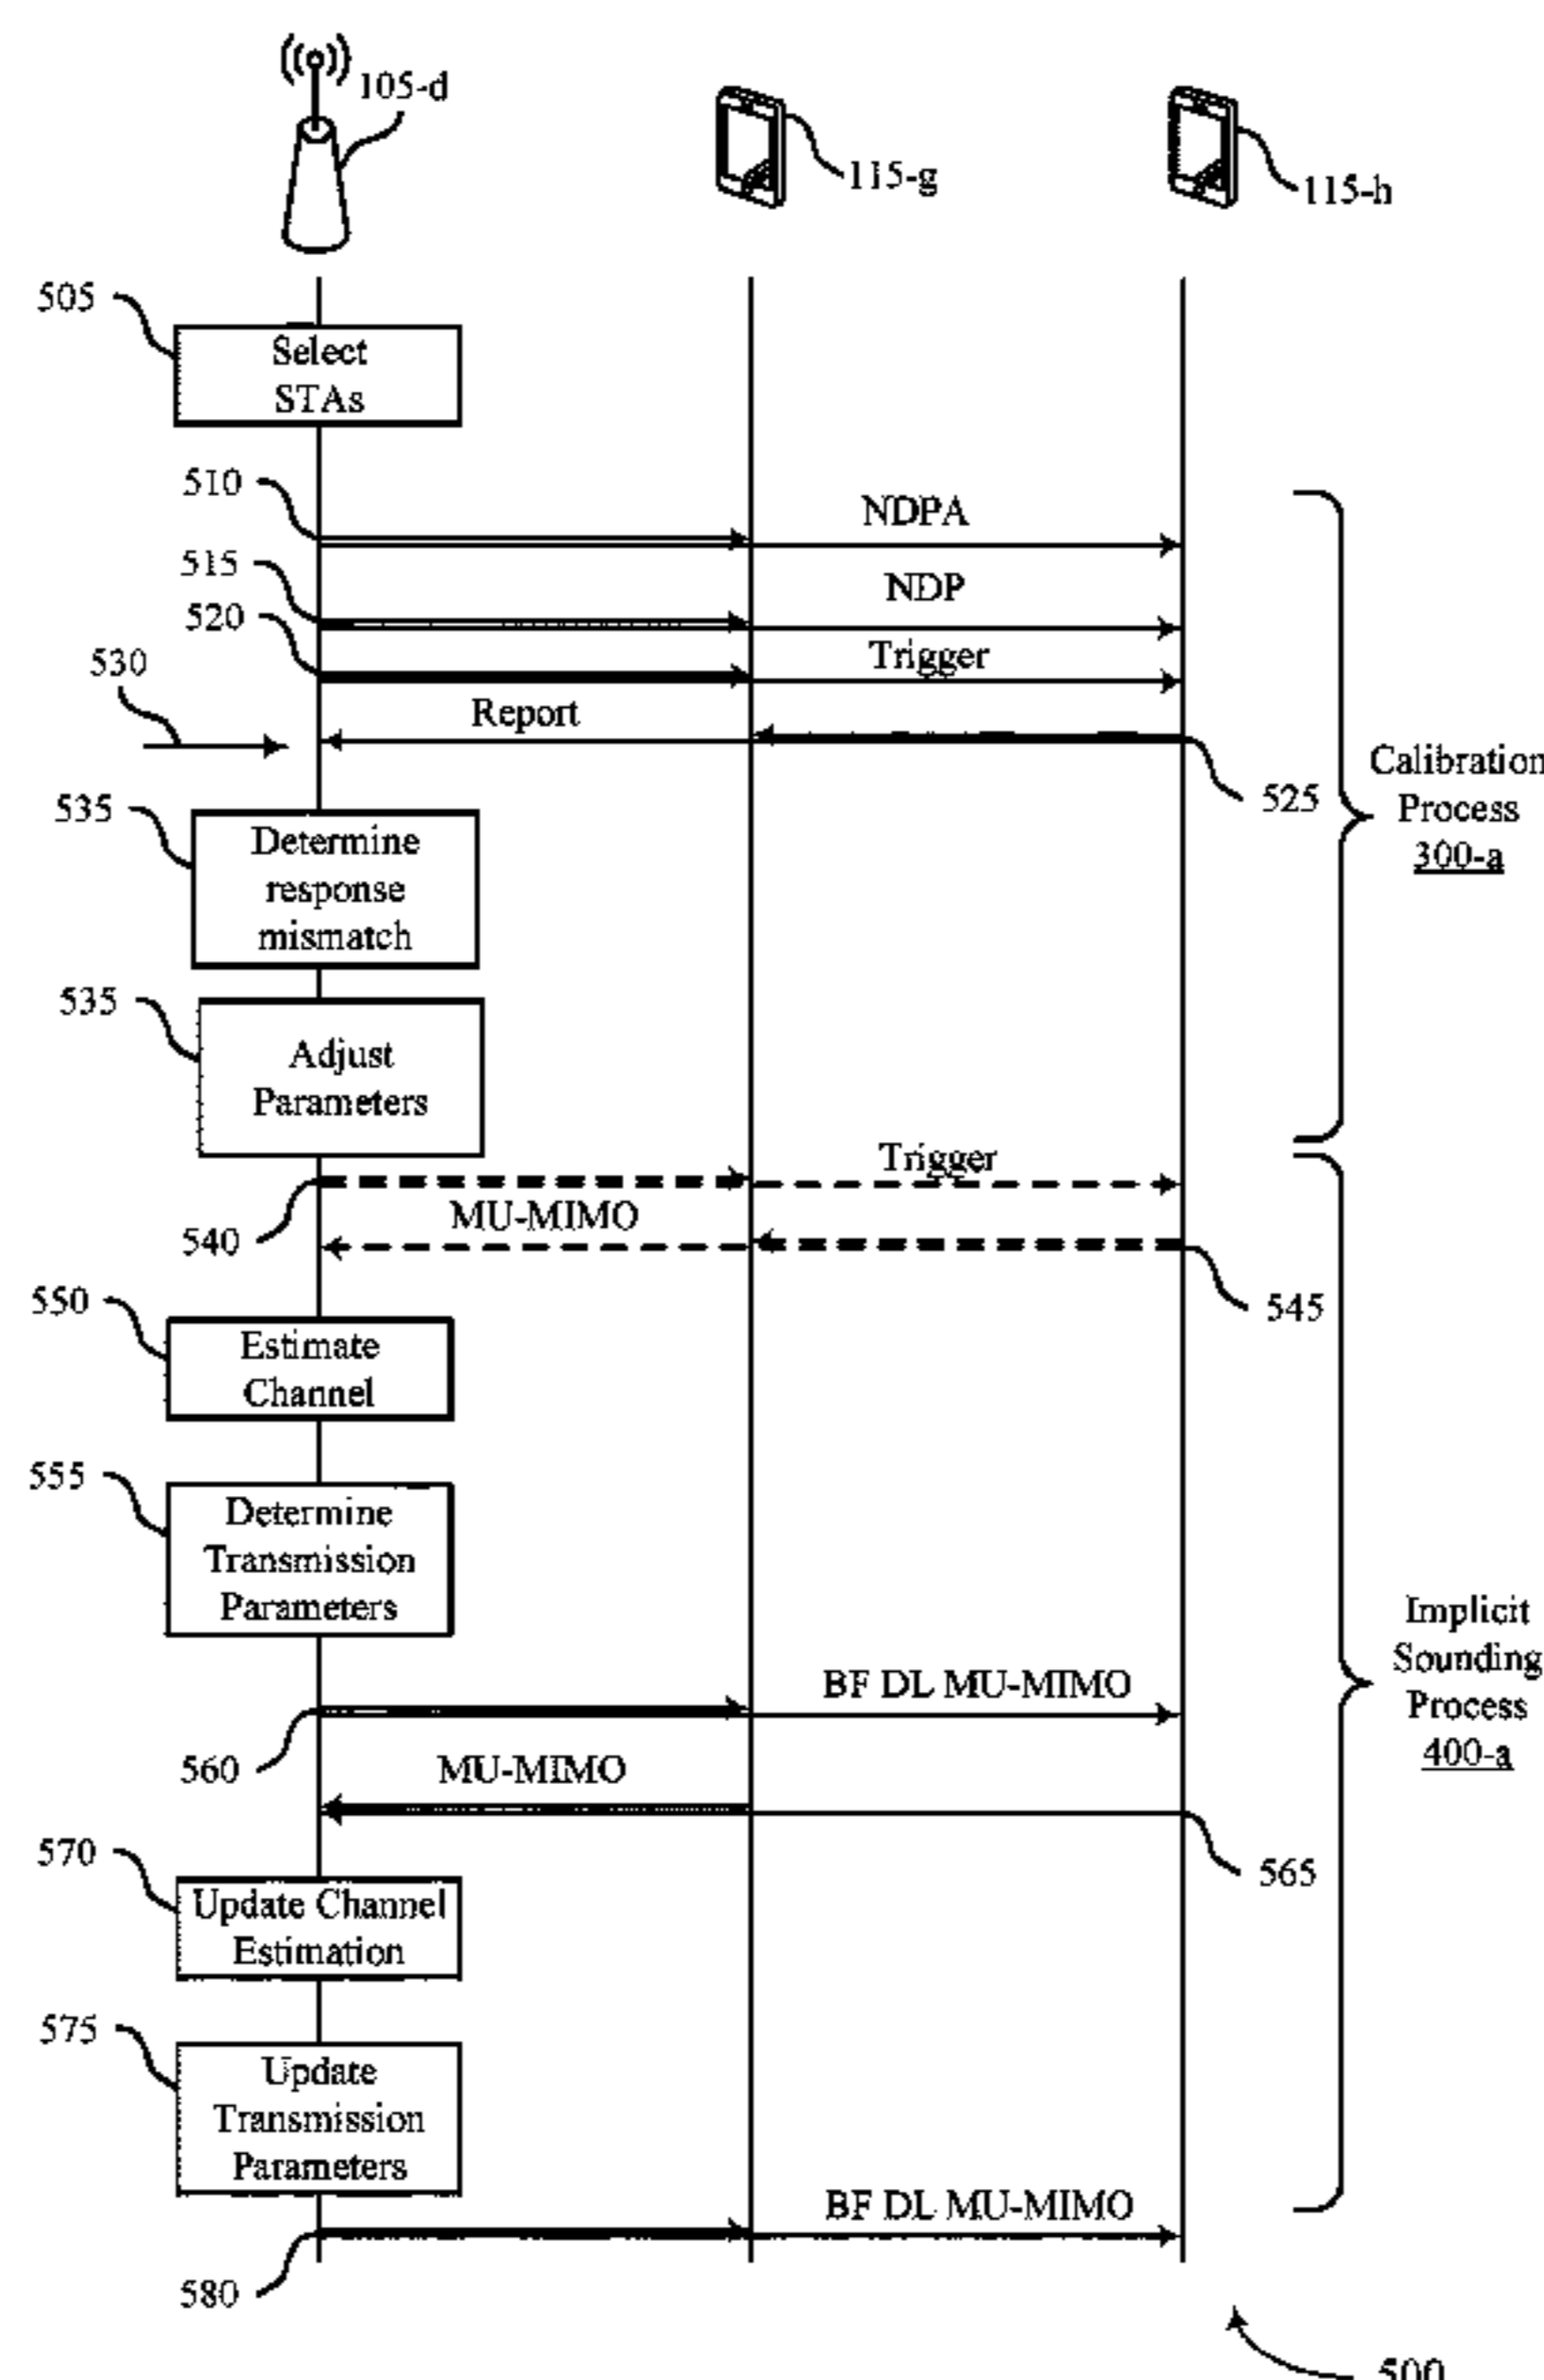 105-d
115-g
115-h
505
Select
STAs
510
NDPA
515
NDP
520
Trigger
530
Report
525
Calibration
Process
300-a
535
Determine
response
mismatch
535
Adjust
Parameters
Trigger
540
MU-MIMO
545
550
Estimate
Channel
555
Determine
Transmission
Parameters
Implicit
Sounding
Process
400-a
BF DL MU-MIMO
560
MU-MIMO
565
570
Update Channel
Estimation
575
Update
Transmission
Parameters
BF DL MU-MIMO
580
500